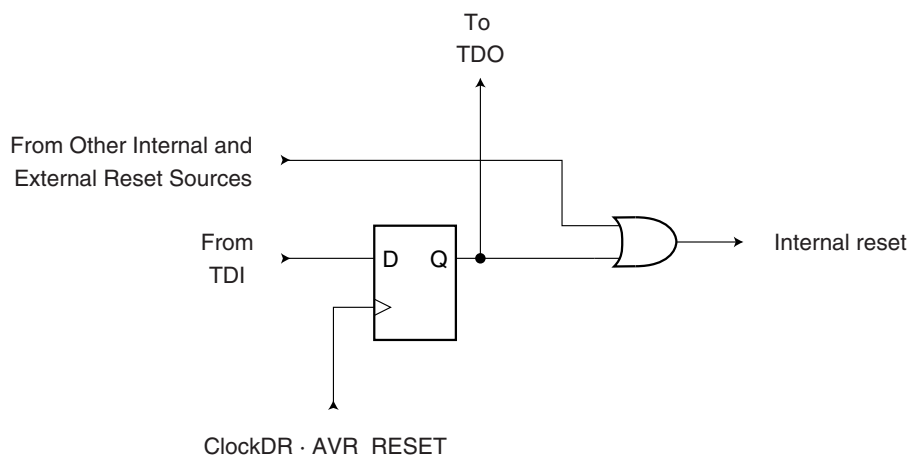 To
TDO
From Other Internal and
External Reset Sources
From
TDI
D Q
Internal reset
ClockDR · AVR_RESET